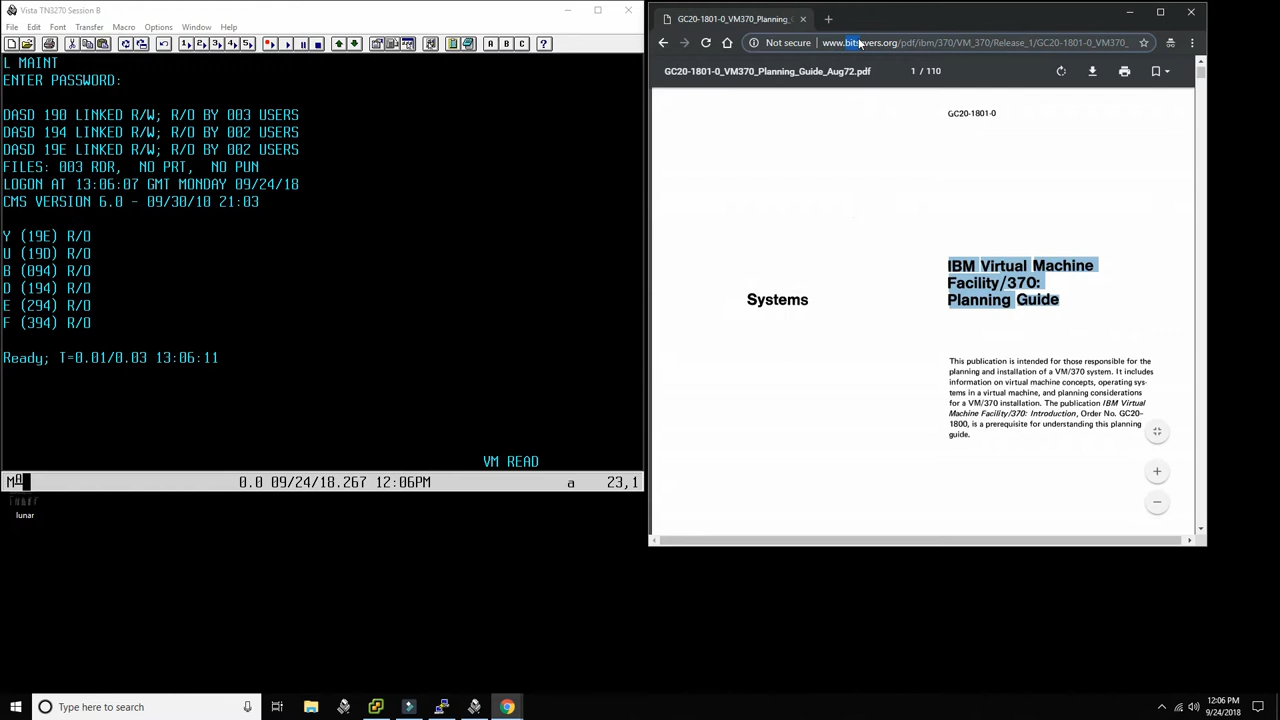 Vista TN3270 Session B
File Edit Font Transfer Macro Options Window Help
A B C ?
L MAINT
ENTER PASSWORD:
DASD 190 LINKED R/W; R/O BY 003 USERS
DASD 194 LINKED R/W; R/O BY 002 USERS
DASD 19E LINKED R/W; R/O BY 002 USERS
FILES: 003 RDR, NO PRT, NO PUN
LOGON AT 13:06:07 GMT MONDAY 09/24/18
CMS VERSION 6.0 - 09/30/10 21:03
Y (19E) R/O
U (19D) R/O
B (094) R/O
D (194) R/O
E (294) R/O
F (394) R/O
Ready; T=0.01/0.03 13:06:11
VM READ
0.0 09/24/18.267 12:06PM a 23,1
lunar
GC20-1801-0_VM370_Planning_
Not secure www.bitsavers.org/pdf/ibm/370/VM_370/Release_1/GC20-1801-0_VM370_
GC20-1801-0_VM370_Planning_Guide_Aug72.pdf 1 / 110
GC20-1801-0
Systems
IBM Virtual Machine
Facility/370:
Planning Guide
This publication is intended for those responsible for the
planning and installation of a VM/370 system. It includes
information on virtual machine concepts, operating sys-
tems in a virtual machine, and planning considerations
for a VM/370 installation. The publication IBM Virtual
Machine Facility/370: Introduction, Order No. GC20-
1800, is a prerequisite for understanding this planning
guide.
Type here to search
12:06 PM
9/24/2018